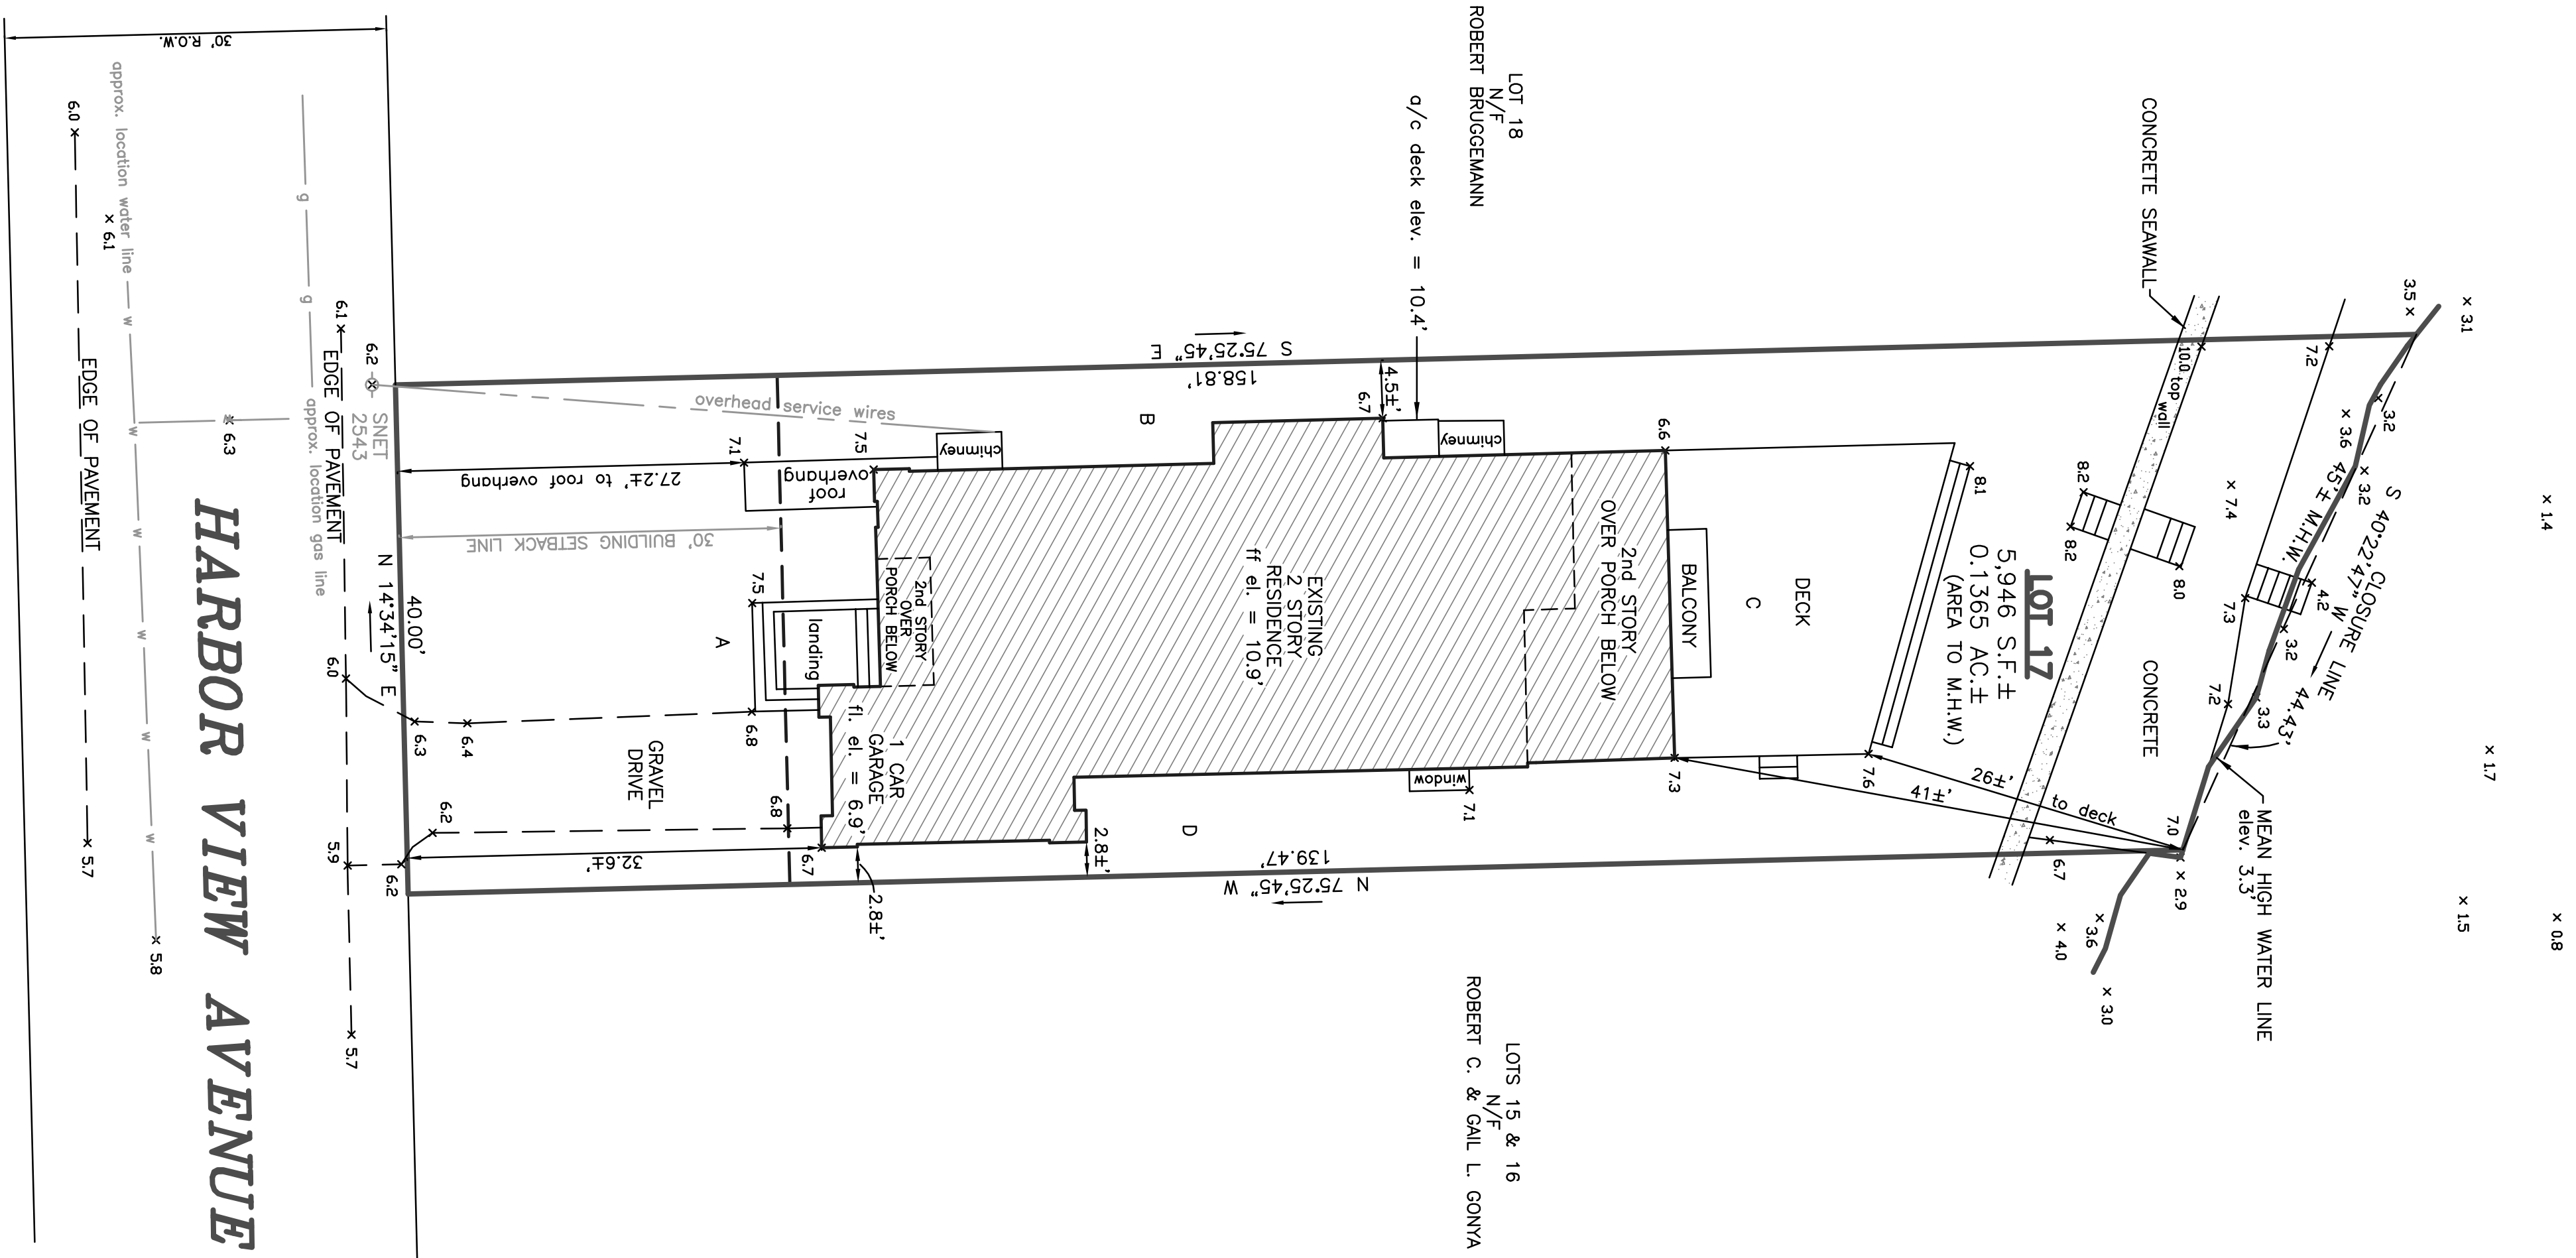 30' R.O.W.
approx. location water line
w
w
w
w
w
w
w
w
g
g
approx. location gas line
EDGE OF PAVEMENT
EDGE OF PAVEMENT
6.0
6.1
6.3
6.1
6.2
5.7
5.8
5.7
6.0
5.9
SNET
2543
HARBOR VIEW AVENUE
N 14°34'15" E
40.00'
6.3
6.4
6.2
6.2
GRAVEL
DRIVE
32.6±'
27.2±' to roof overhang
30' BUILDING SETBACK LINE
overhead service wires
S 75°25'45" E
158.81'
B
A
7.1
7.5
roof
overhang
chimney
7.5
landing
6.8
6.8
6.7
2nd STORY
OVER
PORCH BELOW
1 CAR
GARAGE
fl. el. = 6.9'
2.8±'
2.8±'
EXISTING
2 STORY
RESIDENCE
ff el. = 10.9'
4.5±'
6.7
chimney
a/c deck elev. = 10.4'
LOT 18
N/F
ROBERT BRUGGEMANN
6.6
2nd STORY
OVER PORCH BELOW
BALCONY
C
DECK
8.1
window
7.1
7.3
7.6
D
139.47'
N 75°25'45" W
LOTS 15 & 16
N/F
ROBERT C. & GAIL L. GONYA
26±'
to deck
41±'
LOT 17
5,946 S.F.±
0.1365 AC.±
(AREA TO M.H.W.)
CONCRETE SEAWALL
10.0 top
wall
8.2
8.2
8.0
7.4
7.2
CONCRETE
45'± M.H.W.
3.5
3.1
3.2
3.6
3.2
4.2
7.3
3.2
7.2
3.3
S 40°22'47" W
CLOSURE LINE
44.43'
MEAN HIGH WATER LINE
elev. 3.3'
7.0
6.7
2.9
3.6
4.0
3.0
1.4
1.7
1.5
0.8